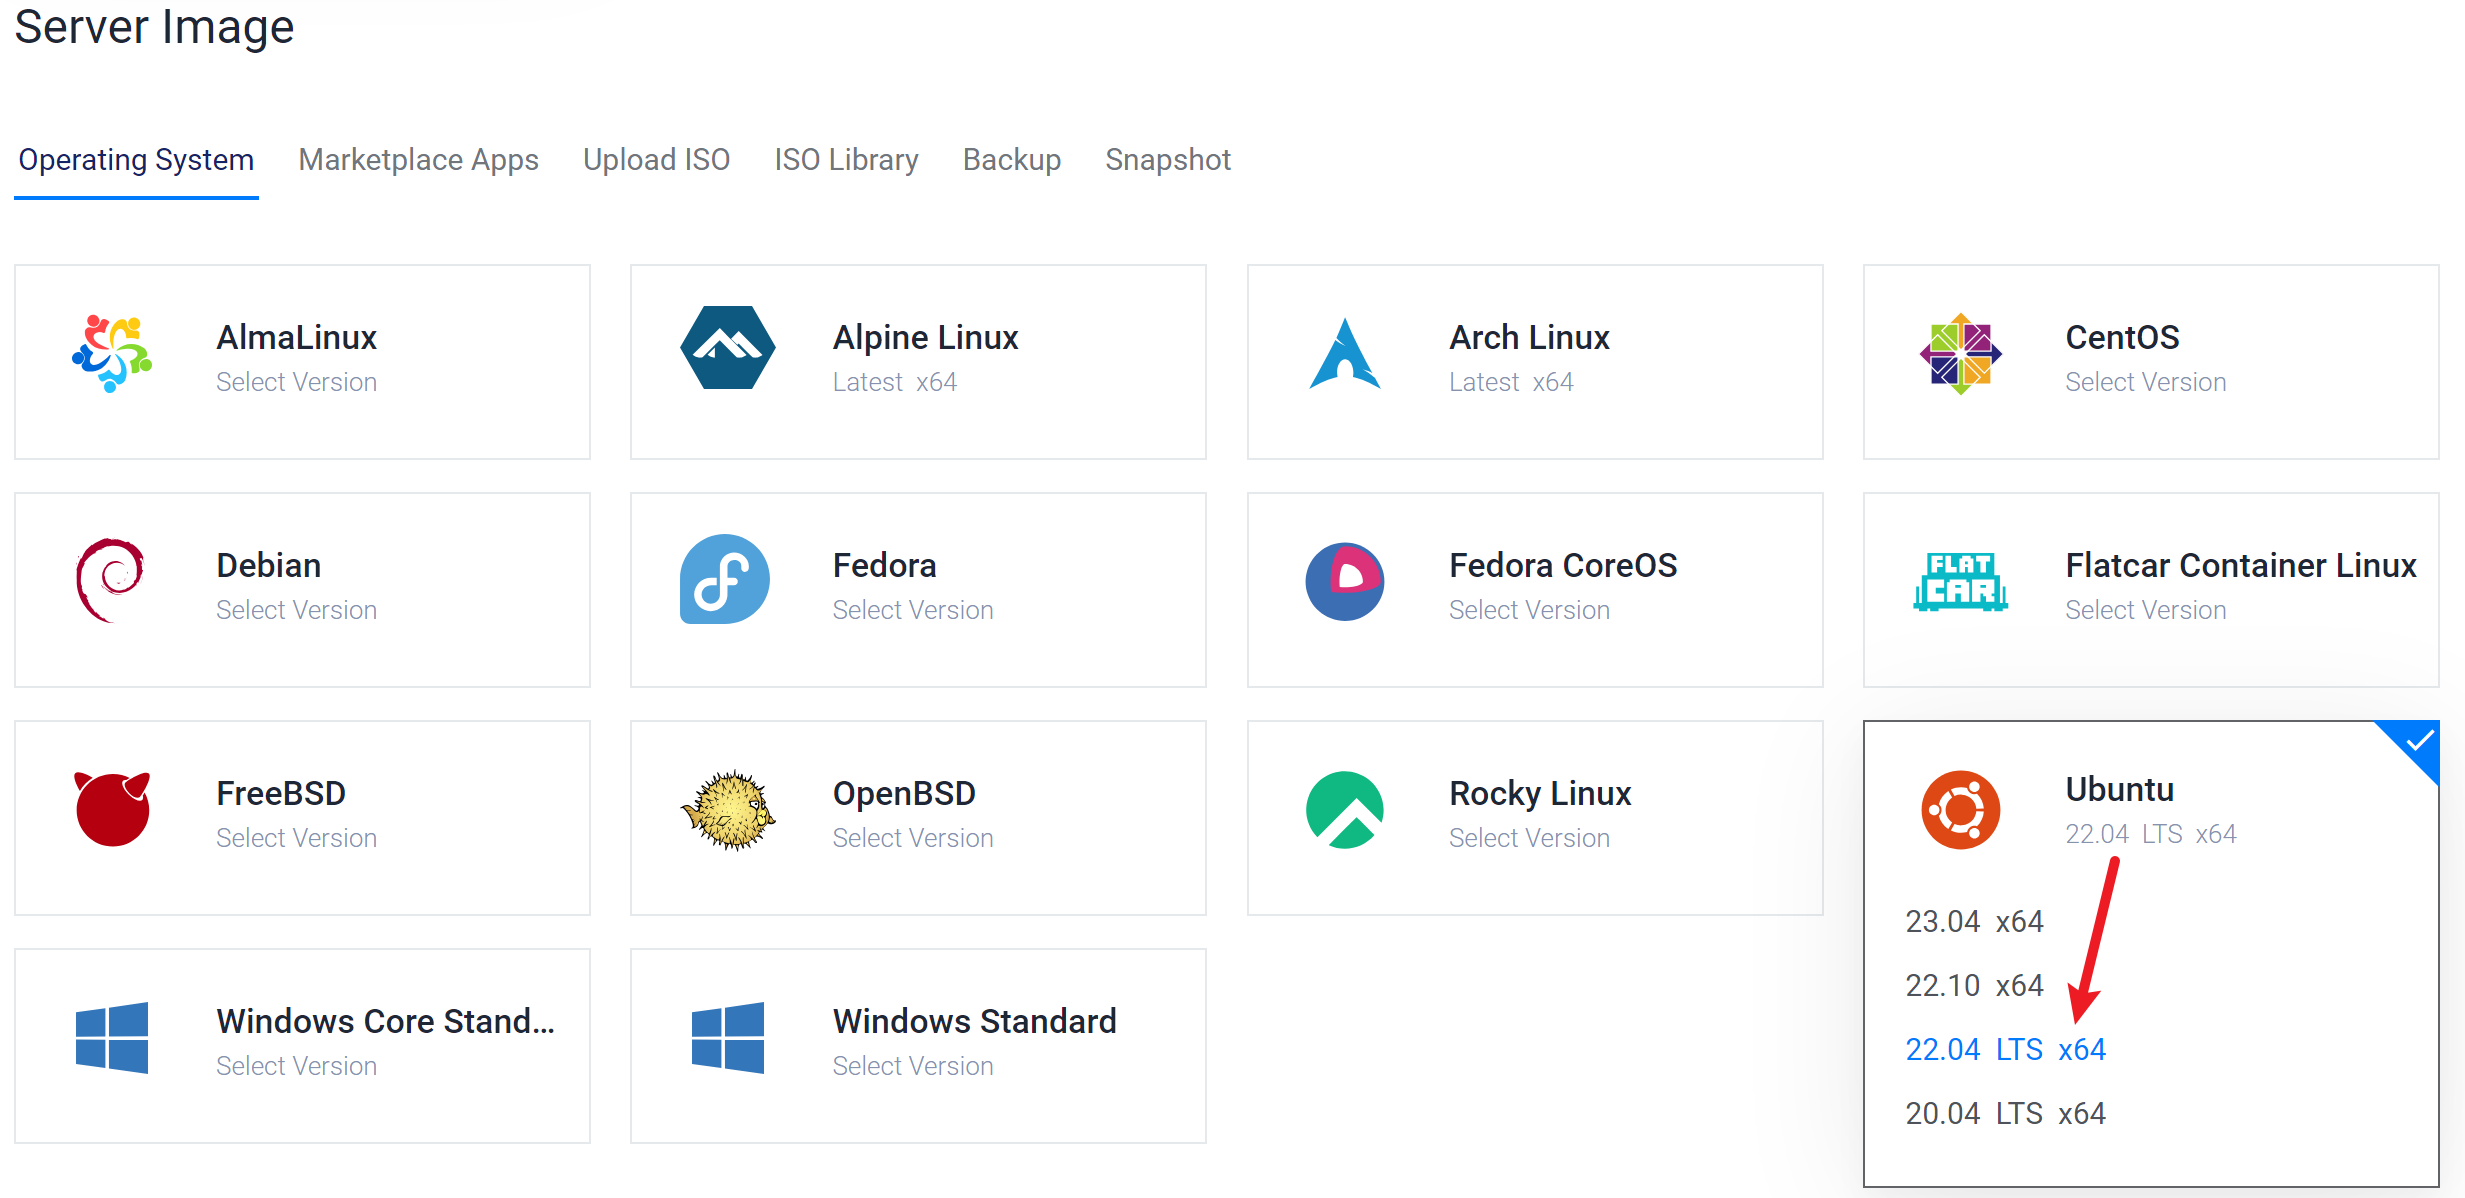 Server Image
Operating System
Marketplace Apps
Upload ISO
ISO Library
Backup
Snapshot
AlmaLinux
Select Version
Alpine Linux
Latest x64
Arch Linux
Latest x64
CentOS
Select Version
Debian
Select Version
Fedora
Select Version
Fedora CoreOS
Select Version
FLAT
CAR
Flatcar Container Linux
Select Version
FreeBSD
Select Version
OpenBSD
Select Version
Rocky Linux
Select Version
Ubuntu
22.04 LTS x64
23.04 x64
22.10 x64
22.04 LTS x64
20.04 LTS x64
Windows Core Stand...
Select Version
Windows Standard
Select Version